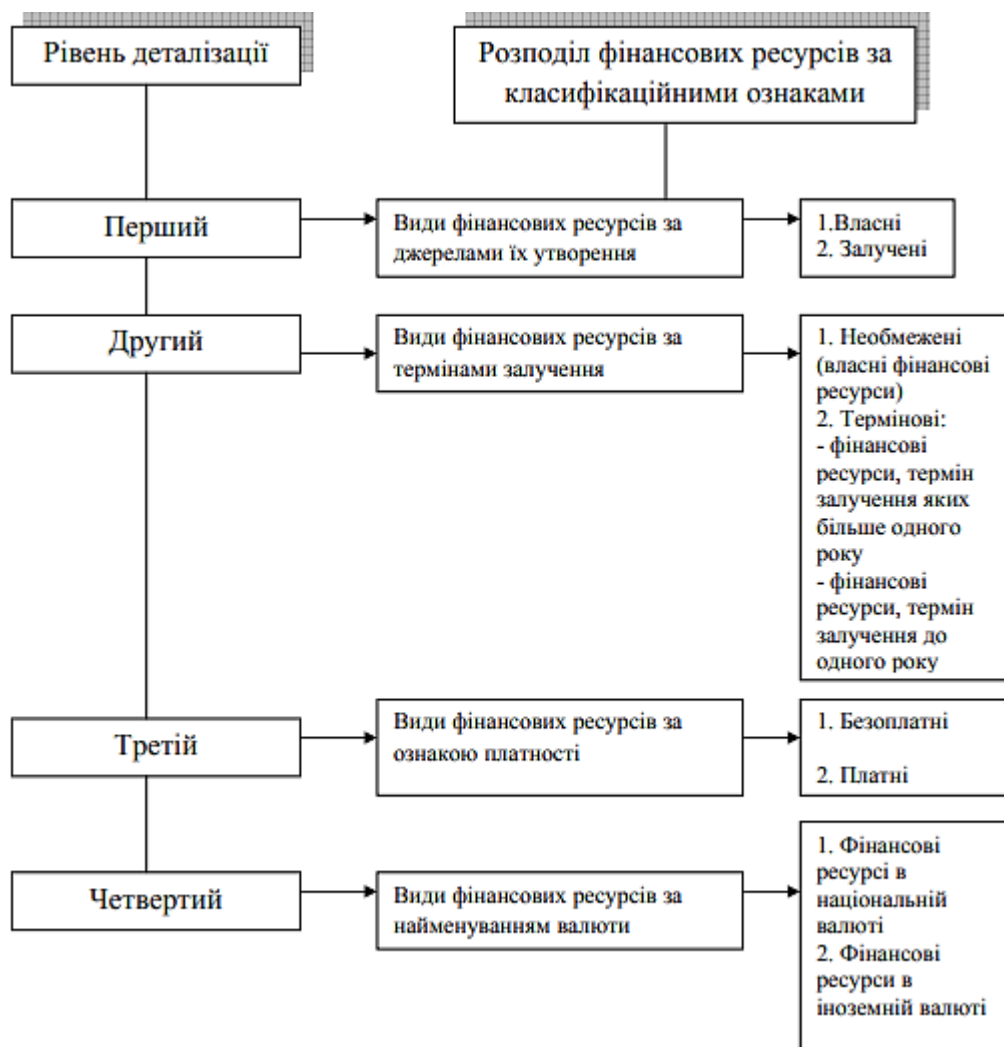 Рівень деталізації
Розподіл фінансових ресурсів за
класифікаційними ознаками
Перший
Види фінансових ресурсів за
джерелами їх утворення
1.Власні
2. Залучені
Другий
Види фінансових ресурсів за
термінами залучення
1. Необмежені
(власні фінансові
ресурси)
2. Термінові:
- фінансові
ресурси, термін
залучення яких
більше одного
року
- фінансові
ресурси, термін
залучення до
одного року
Третій
Види фінансових ресурсів за
ознакою платності
1. Безоплатні
2. Платні
Четвертий
Види фінансових ресурсів за
найменуванням валюти
1. Фінансові
ресурсі в
національній
валюті
2. Фінансові
ресурси в
іноземній валюті